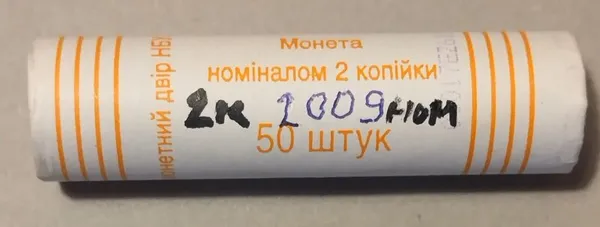 Монетний двір НБУ
Монета
номіналом 2 копійки
2к 2009 ном
50 штук